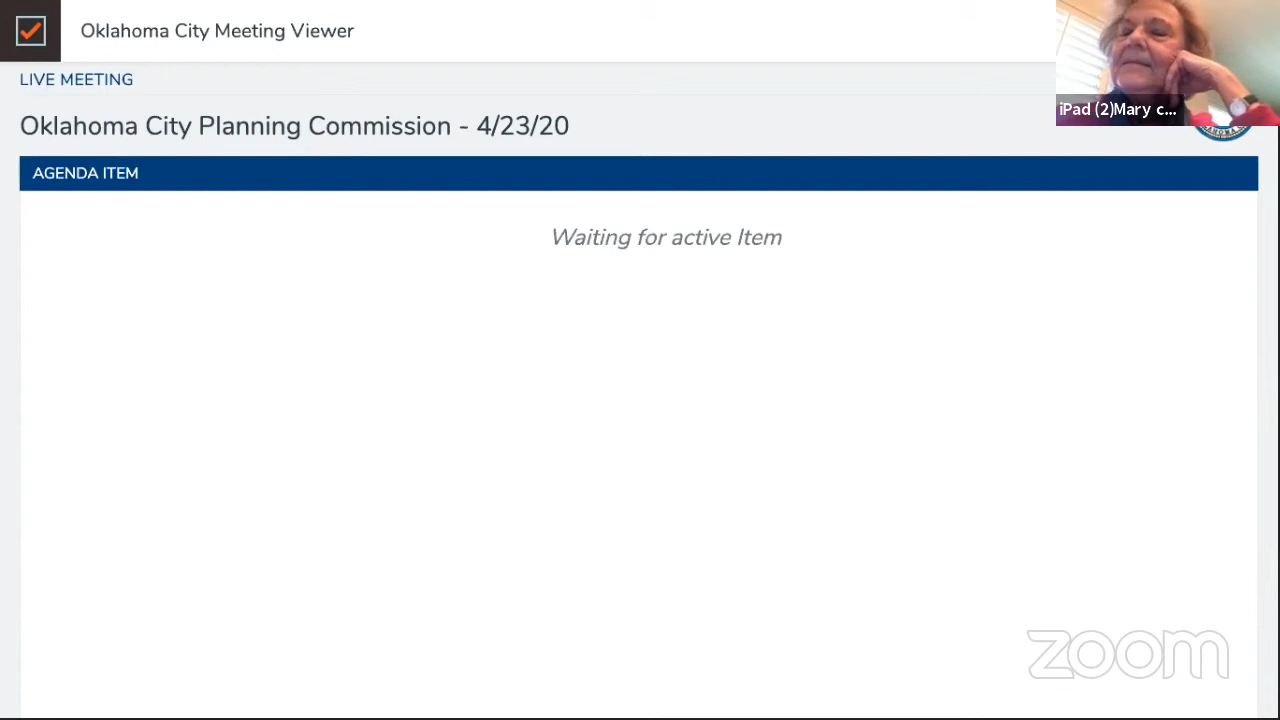 Oklahoma City Meeting Viewer
LIVE MEETING
iPad (2)Mary c...
Oklahoma City Planning Commission - 4/23/20
AGENDA ITEM
Waiting for active Item
zoom